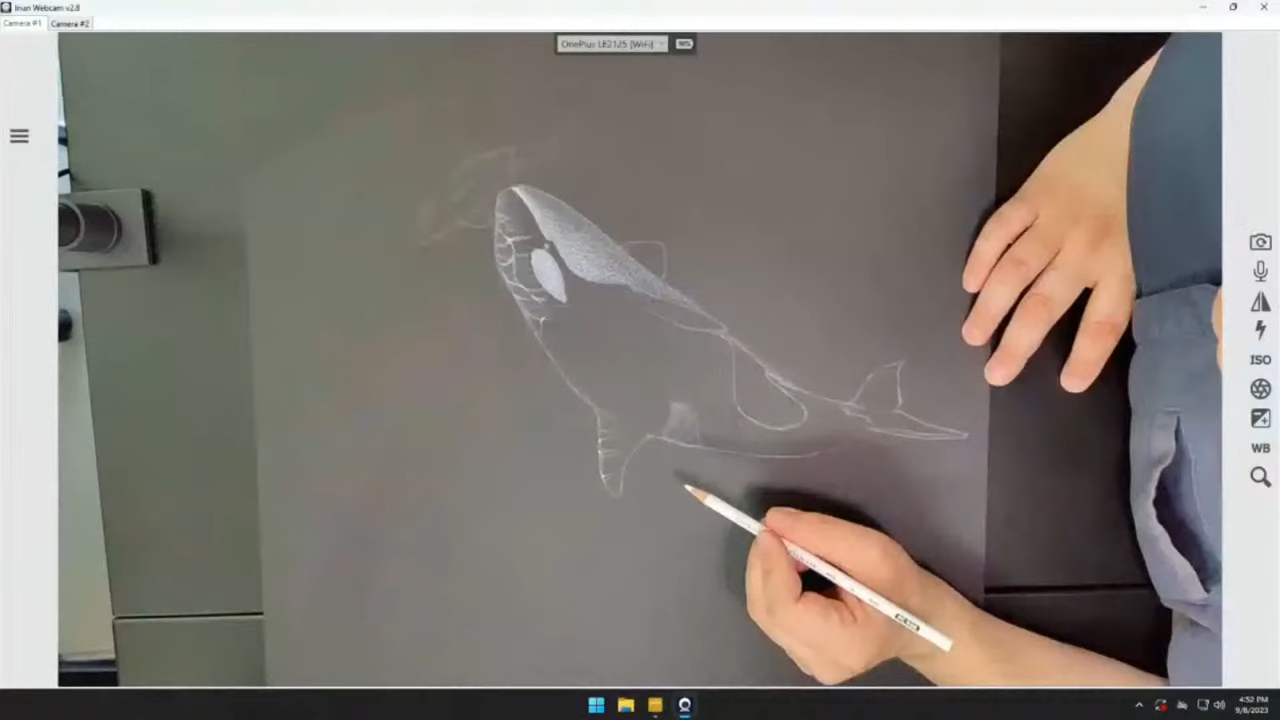 Iriun Webcam v2.8
Camera #1 Camera #2
OnePlus LE2125 [WiFi] 98%
ISO
WB
4:52 PM
9/8/2023